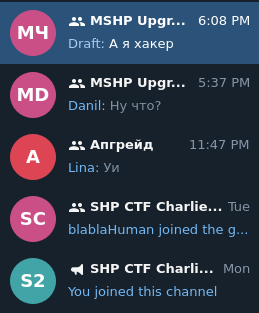 МЧ MSHP Upgr... 6:08 PM
Draft: А я хакер
MD MSHP Upgr... 5:37 PM
Danil: Ну что?
А Апгрейд 11:47 PM
Lina: Уи
SC SHP CTF Charlie... Tue
blablaHuman joined the g...
S2 SHP CTF Charli... Mon
You joined this channel